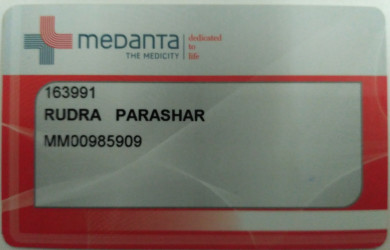 medanta dedicated
THE MEDICITY to
life
163991
RUDRA PARASHAR
MM00985909